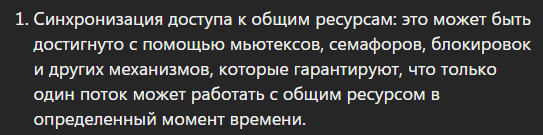 1. Синхронизация доступа к общим ресурсам: это может быть
достигнуто с помощью мьютексов, семафоров, блокировок
и других механизмов, которые гарантируют, что только
один поток может работать с общим ресурсом в
определенный момент времени.